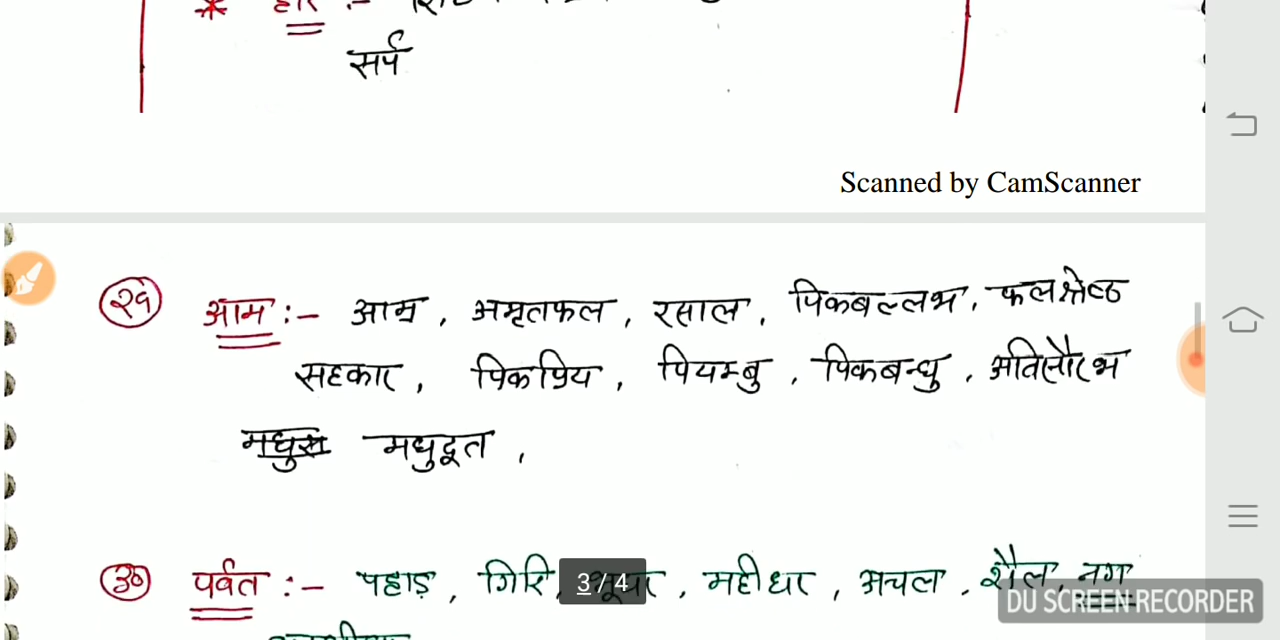 सर्प
Scanned by CamScanner
२९ आम :- आम्र, अमृतफल, रसाल, पिकबल्लभ, फलश्रेष्ठ
सहकार, पिकप्रिय, पियम्बु, पिकबन्धु, अतिसौरभ
मधुदूत,
३० पर्वत :- पहाड़, गिरि, महीधर, अचल, शैल, नग
3 / 4
DU SCREEN RECORDER